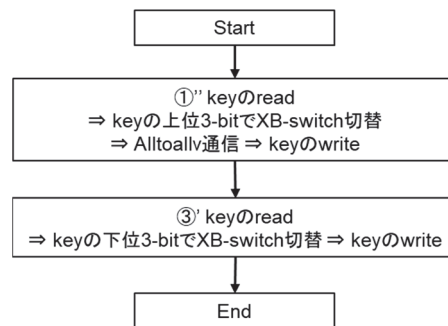 Start
①'' keyのread
⇒ keyの上位3-bitでXB-switch切替
⇒ Alltoallv通信 ⇒ keyのwrite
③' keyのread
⇒ keyの下位3-bitでXB-switch切替 ⇒ keyのwrite
End